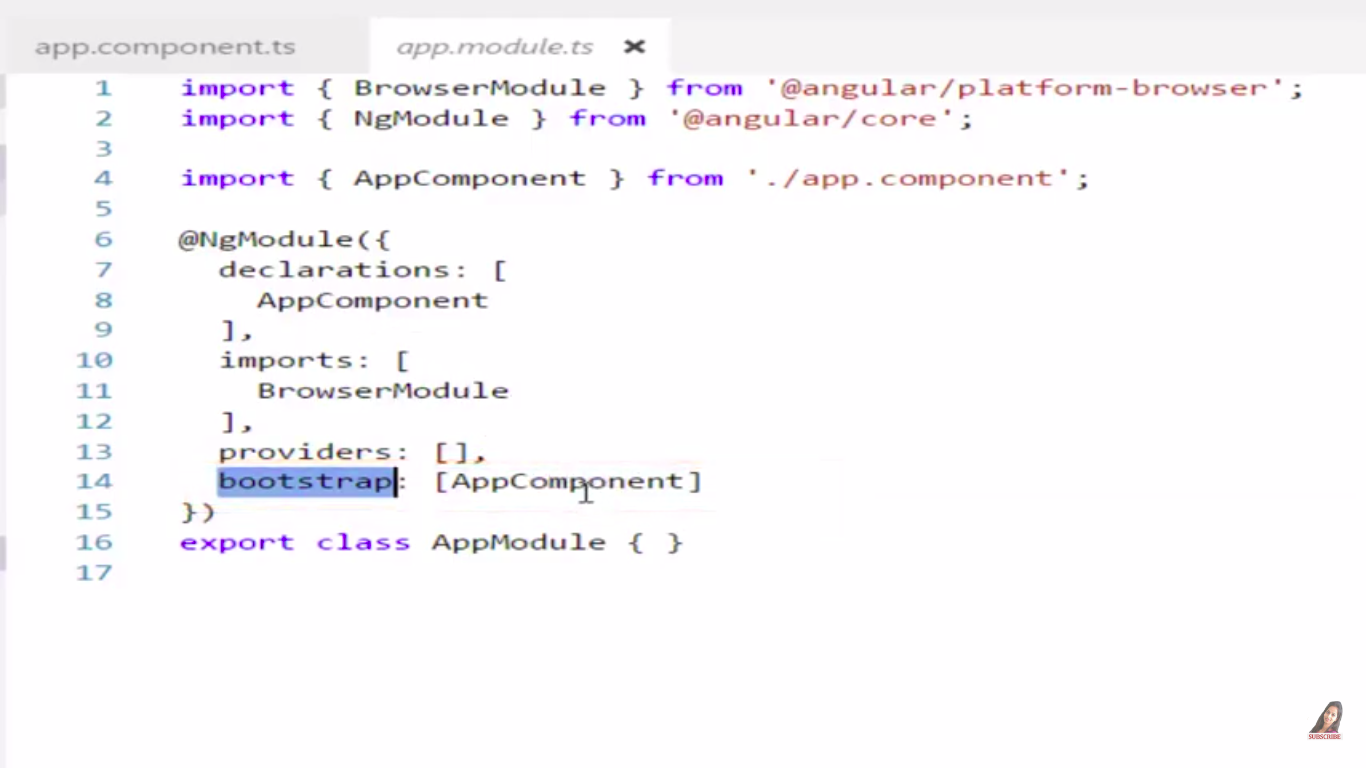 app.component.ts app.module.ts ×
1 import { BrowserModule } from '@angular/platform-browser';
2 import { NgModule } from '@angular/core';
3
4 import { AppComponent } from './app.component';
5
6 @NgModule({
7   declarations: [
8     AppComponent
9   ],
10   imports: [
11     BrowserModule
12   ],
13   providers: [],
14   bootstrap: [AppComponent]
15 })
16 export class AppModule { }
17
SUBSCRIBE